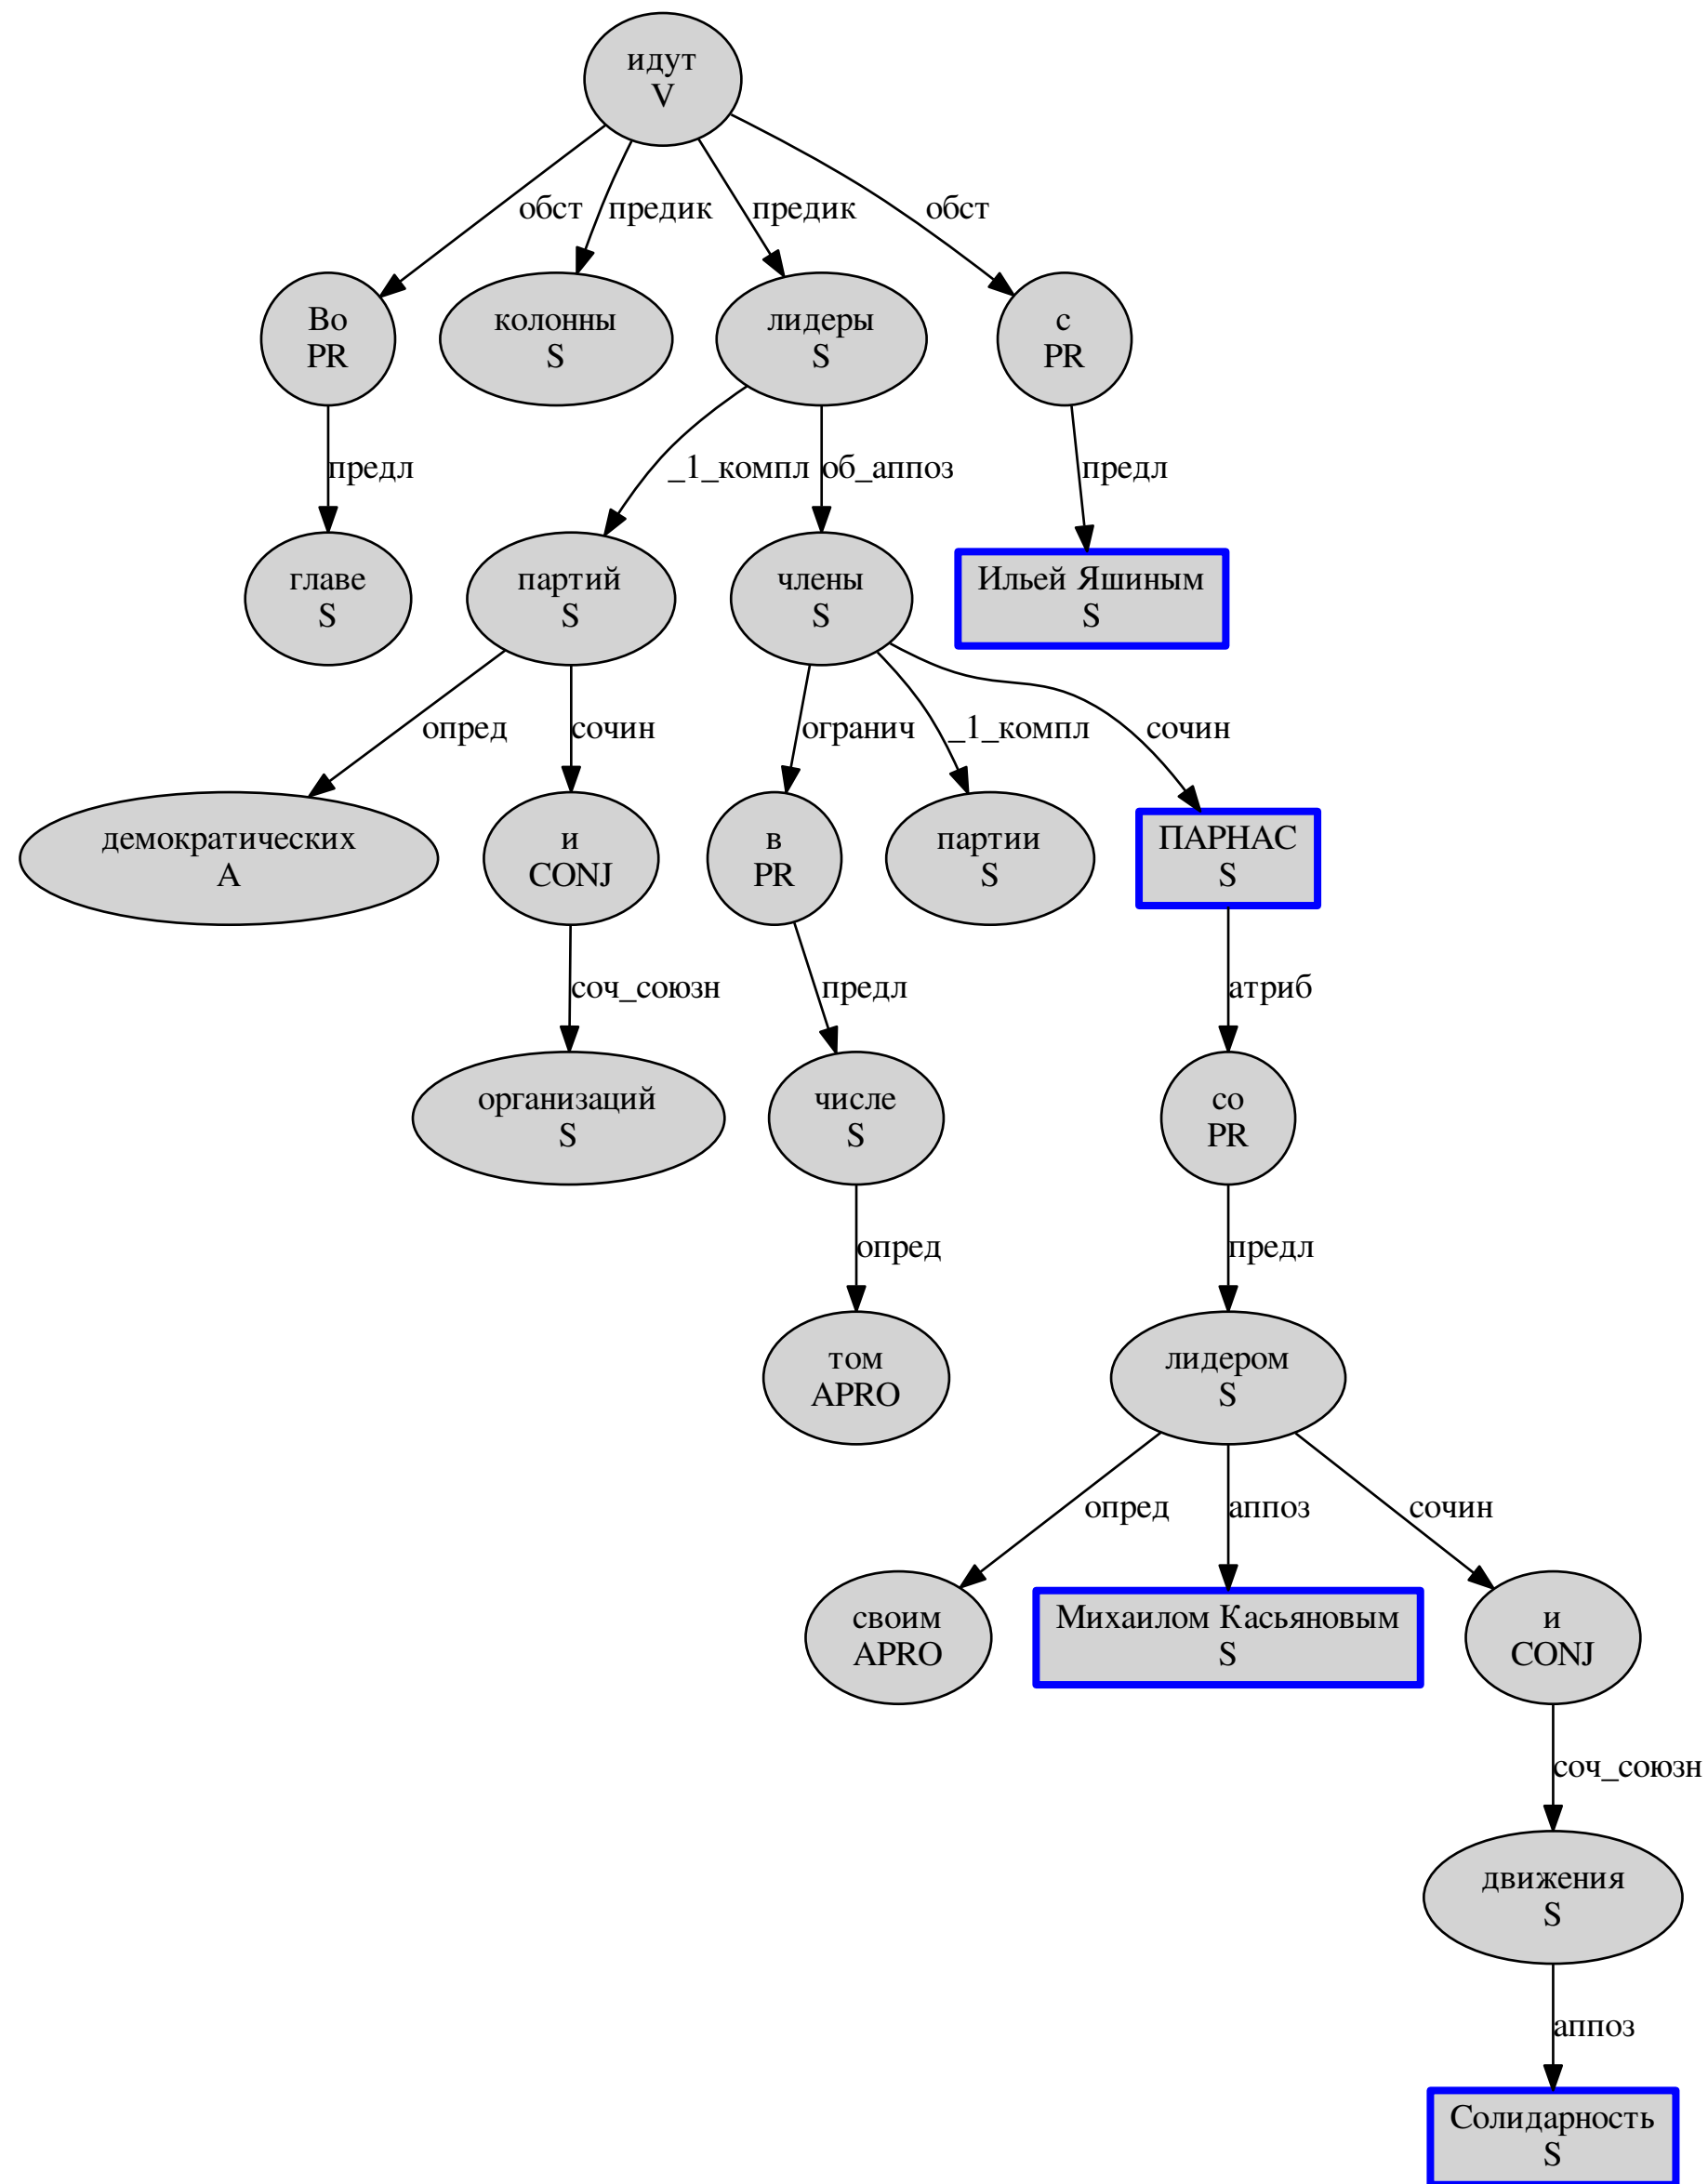 идут
V
обст
предик
предик
обст
Во
PR
колонны
S
лидеры
S
с
PR
предл
_1_компл
об_аппоз
предл
главе
S
партий
S
члены
S
Ильей Яшиным
S
опред
сочин
огранич
_1_компл
сочин
демократических
A
и
CONJ
в
PR
партии
S
ПАРНАС
S
соч_союзн
предл
атриб
организаций
S
числе
S
со
PR
опред
предл
том
APRO
лидером
S
опред
аппоз
сочин
своим
APRO
Михаилом Касьяновым
S
и
CONJ
соч_союзн
движения
S
аппоз
Солидарность
S